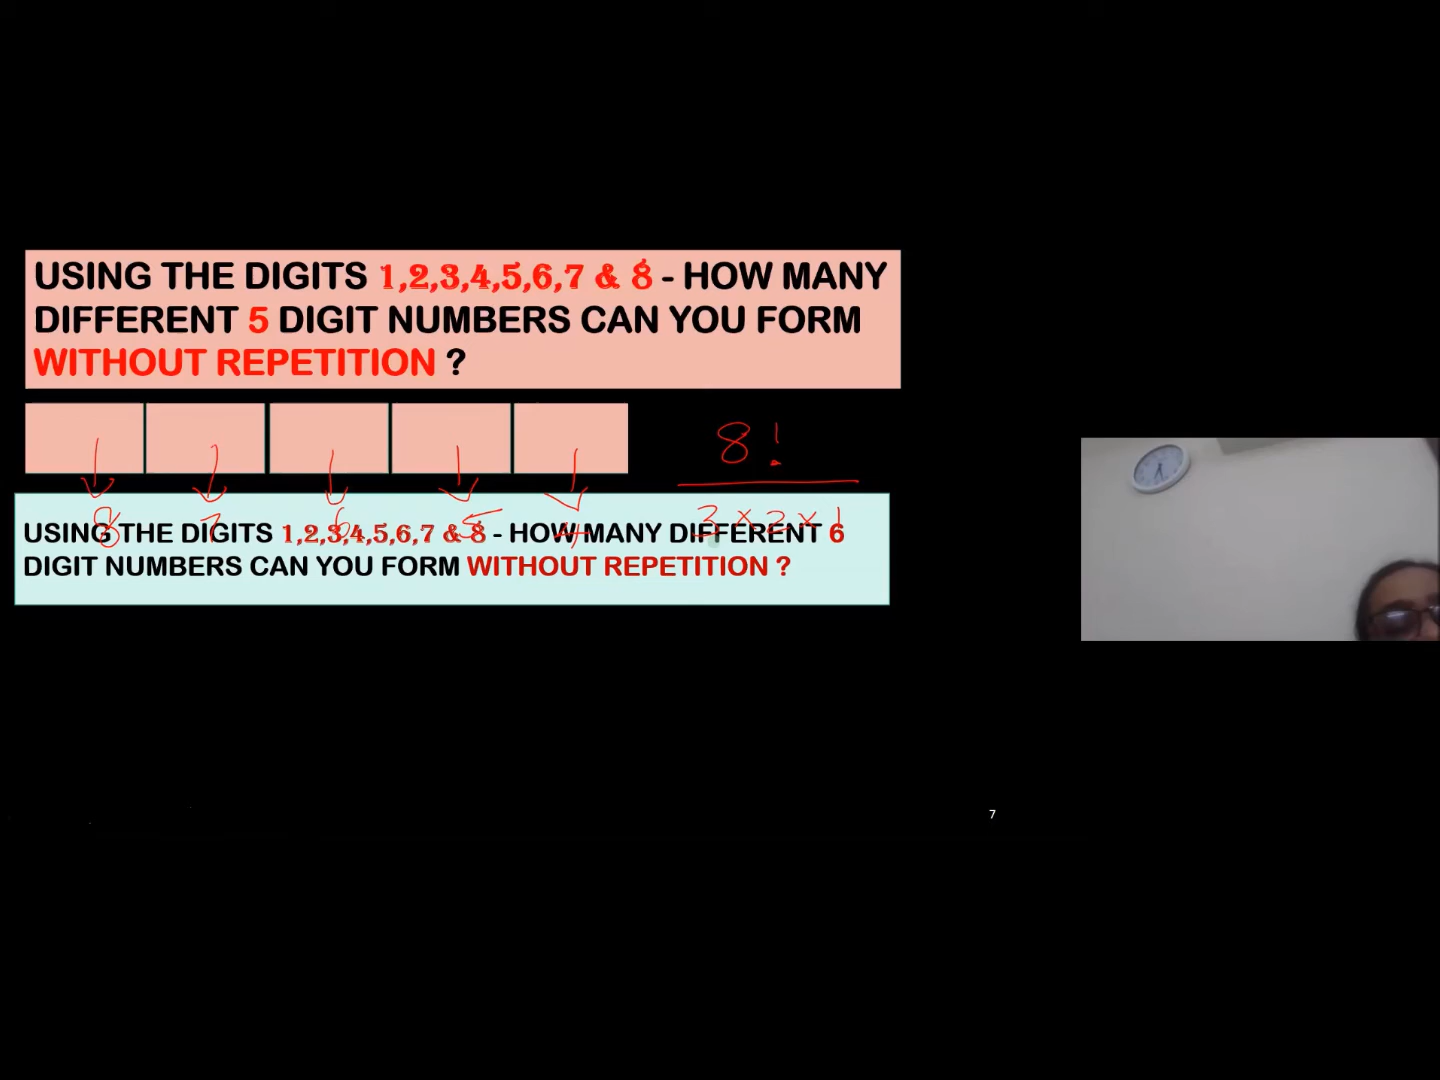 USING THE DIGITS 1,2,3,4,5,6,7 & 8 - HOW MANY
DIFFERENT 5 DIGIT NUMBERS CAN YOU FORM
WITHOUT REPETITION ?
8!
8 7 6 5 4
3 × 2 × 1
USING THE DIGITS 1,2,3,4,5,6,7 & 8 - HOW MANY DIFFERENT 6
DIGIT NUMBERS CAN YOU FORM WITHOUT REPETITION ?
7